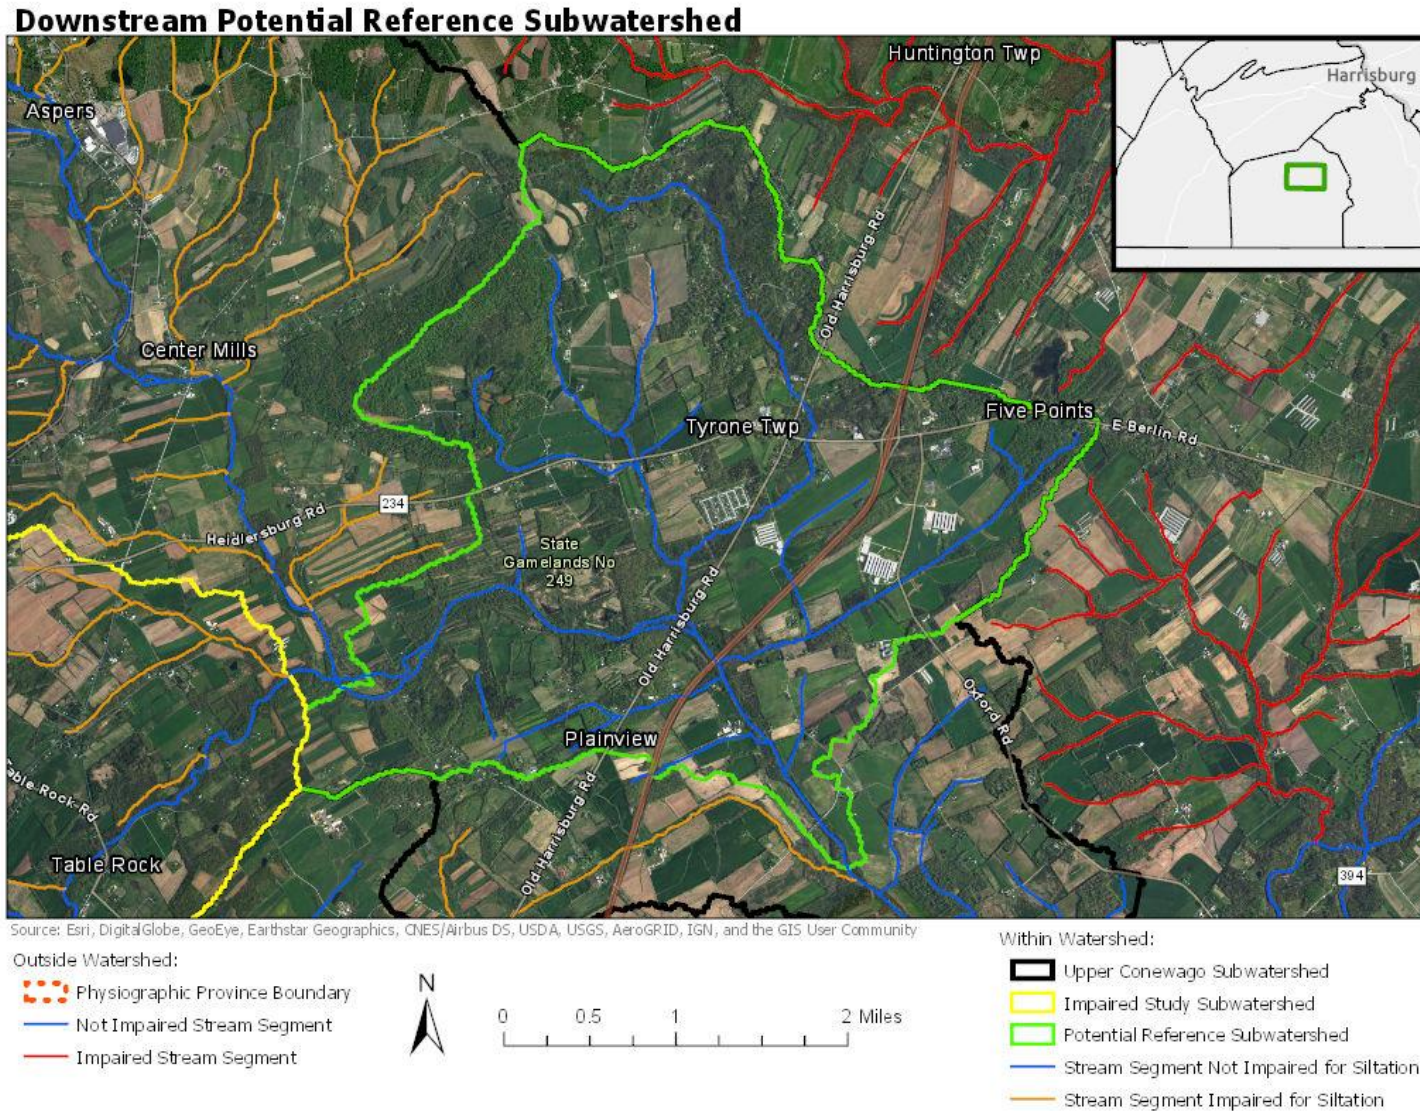 Downstream Potential Reference Subwatershed
Huntington Twp
Harrisburg
Aspers
Old Harrisburg Rd
Center Mills
Five Points
Tyrone Twp
E Berlin Rd
234
Heidlersburg Rd
State
Gamelands No
249
Old Harrisburg Rd
Oxford Rd
Plainview
Table Rock Rd
Old Harrisburg Rd
Table Rock
394
Source: Esri, DigitalGlobe, GeoEye, Earthstar Geographics, CNES/Airbus DS, USDA, USGS, AeroGRID, IGN, and the GIS User Community
Outside Watershed:
Physiographic Province Boundary
Not Impaired Stream Segment
Impaired Stream Segment
N
0 0.5 1 2 Miles
Within Watershed:
Upper Conewago Subwatershed
Impaired Study Subwatershed
Potential Reference Subwatershed
Stream Segment Not Impaired for Siltation
Stream Segment Impaired for Siltation